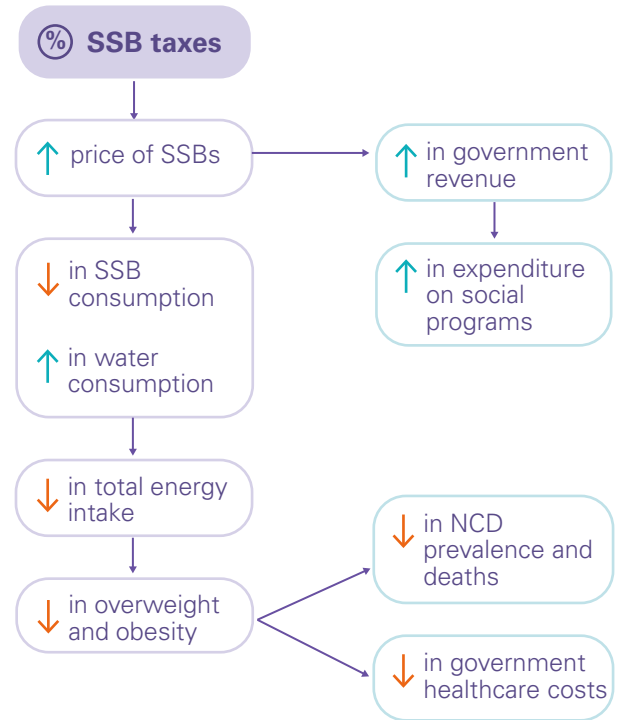 % SSB taxes
↑ price of SSBs
↑ in government
revenue
↑ in expenditure
on social
programs
↓ in SSB
consumption
↑ in water
consumption
↓ in total energy
intake
↓ in overweight
and obesity
↓ in NCD
prevalence and
deaths
↓ in government
healthcare costs